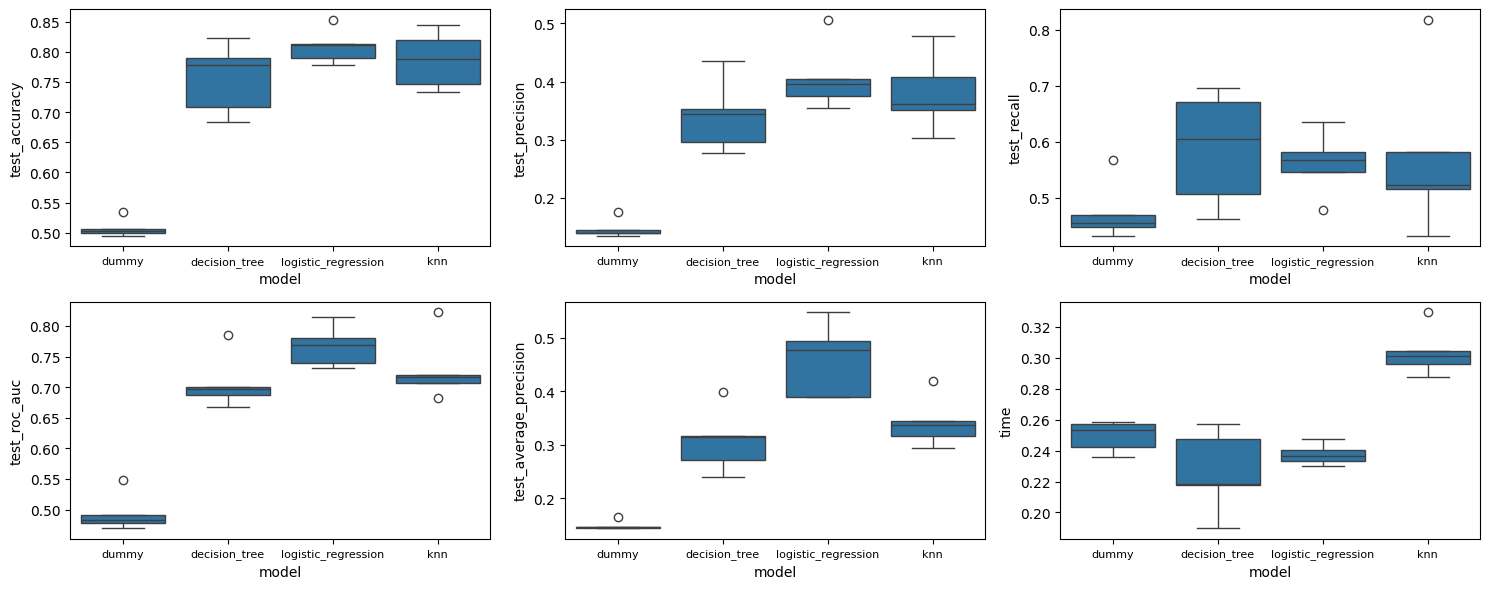 test_accuracy
0.85
0.80
0.75
0.70
0.65
0.60
0.55
0.50
dummy decision_tree logistic_regression knn
model
test_precision
0.5
0.4
0.3
0.2
dummy decision_tree logistic_regression knn
model
test_recall
0.8
0.7
0.6
0.5
dummy decision_tree logistic_regression knn
model
test_roc_auc
0.80
0.75
0.70
0.65
0.60
0.55
0.50
dummy decision_tree logistic_regression knn
model
test_average_precision
0.5
0.4
0.3
0.2
dummy decision_tree logistic_regression knn
model
time
0.32
0.30
0.28
0.26
0.24
0.22
0.20
dummy decision_tree logistic_regression knn
model